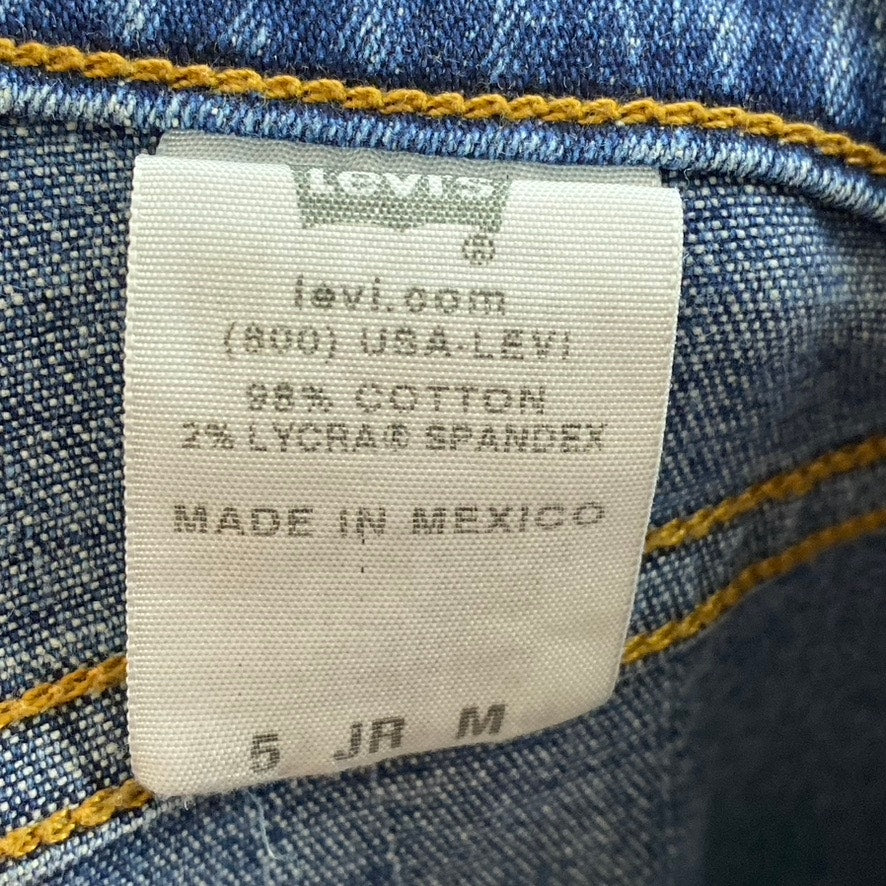 LEVI'S
®
levi.com
(800) USA-LEVI
98% COTTON
2% LYCRA® SPANDEX
MADE IN MEXICO
5 JR M